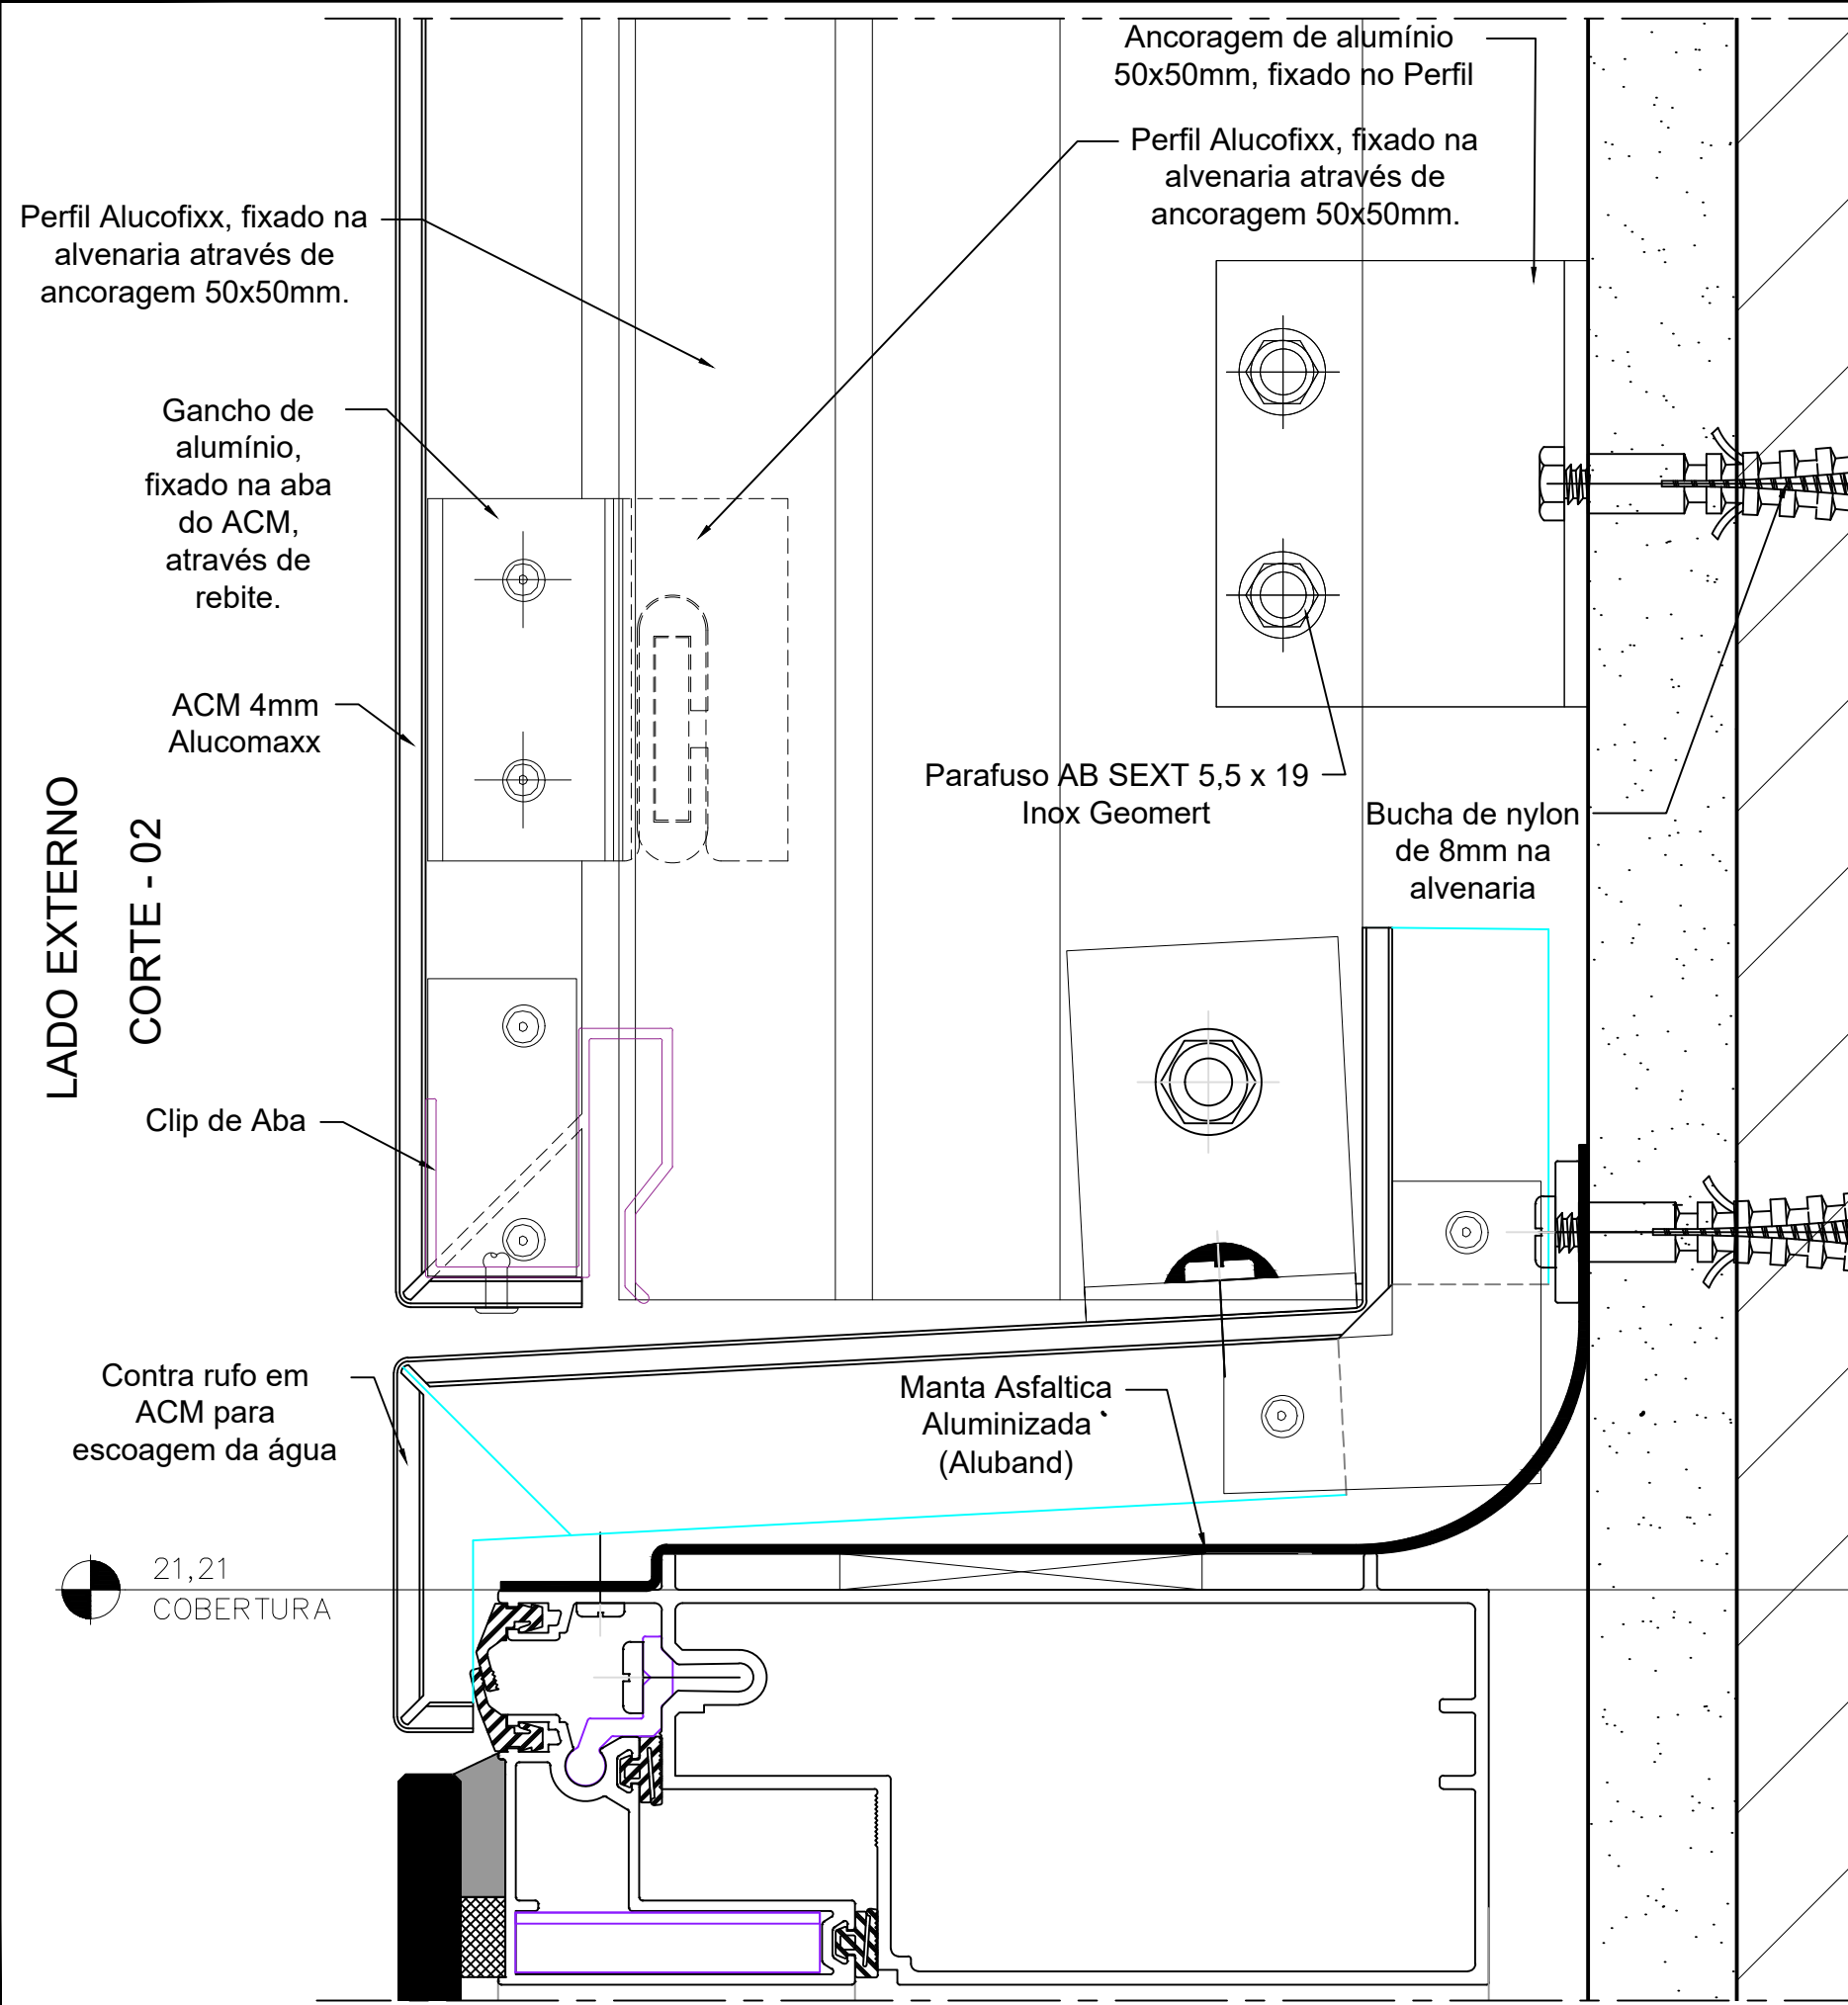 Ancoragem de alumínio
50x50mm, fixado no Perfil
Perfil Alucofixx, fixado na
alvenaria através de
ancoragem 50x50mm.
Perfil Alucofixx, fixado na
alvenaria através de
ancoragem 50x50mm.
Gancho de
alumínio,
fixado na aba
do ACM,
através de
rebite.
ACM 4mm
Alucomaxx
Parafuso AB SEXT 5,5 x 19
Inox Geomert
Bucha de nylon
de 8mm na
alvenaria
LADO EXTERNO
CORTE - 02
Clip de Aba
Contra rufo em
ACM para
escoagem da água
Manta Asfaltica
Aluminizada
(Aluband)
21,21
COBERTURA